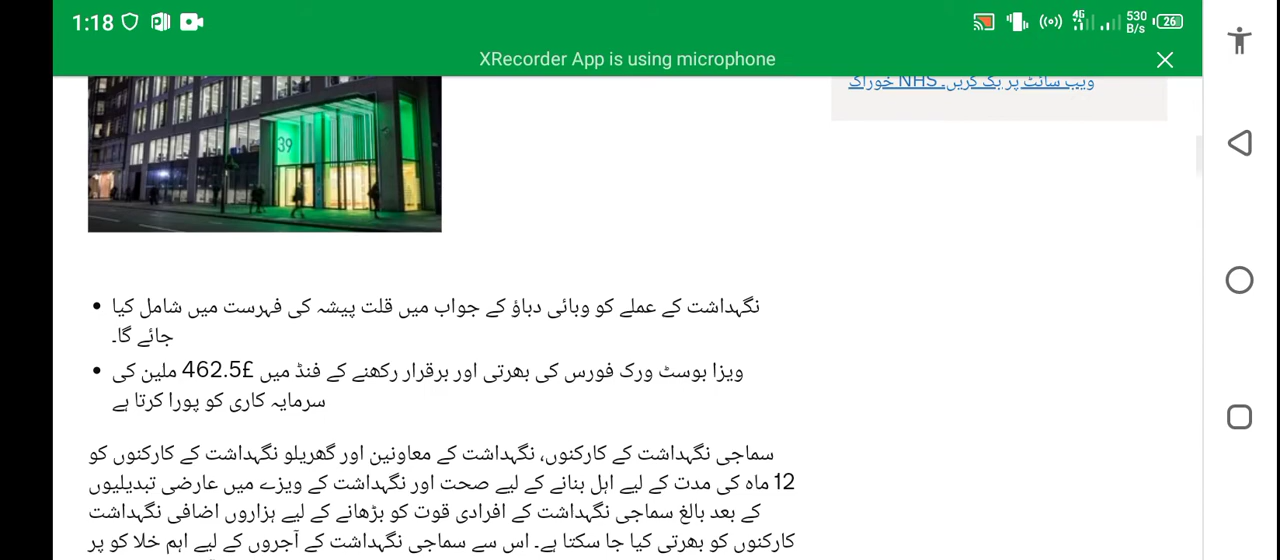 1:18
4G
530
B/s
26
XRecorder App is using microphone
ویب سائٹ پر بک کریں۔ NHS خوراک
39
نگہداشت کے عملے کو وبائی دباؤ کے جواب میں قلت پیشہ کی فہرست میں شامل کیا
جائے گا۔
ویزا بوسٹ ورک فورس کی بھرتی اور برقرار رکھنے کے فنڈ میں £462.5 ملین کی
سرمایہ کاری کو پورا کرتا ہے
سماجی نگہداشت کے کارکنوں، نگہداشت کے معاونین اور گھریلو نگہداشت کے کارکنوں کو
12 ماہ کی مدت کے لیے اہل بنانے کے لیے صحت اور نگہداشت کے ویزے میں عارضی تبدیلیوں
کے بعد بالغ سماجی نگہداشت کے افرادی قوت کو بڑھانے کے لیے ہزاروں اضافی نگہداشت
کارکنوں کو بھرتی کیا جا سکتا ہے۔ اس سے سماجی نگہداشت کے آجروں کے لیے اہم خلا کو پر